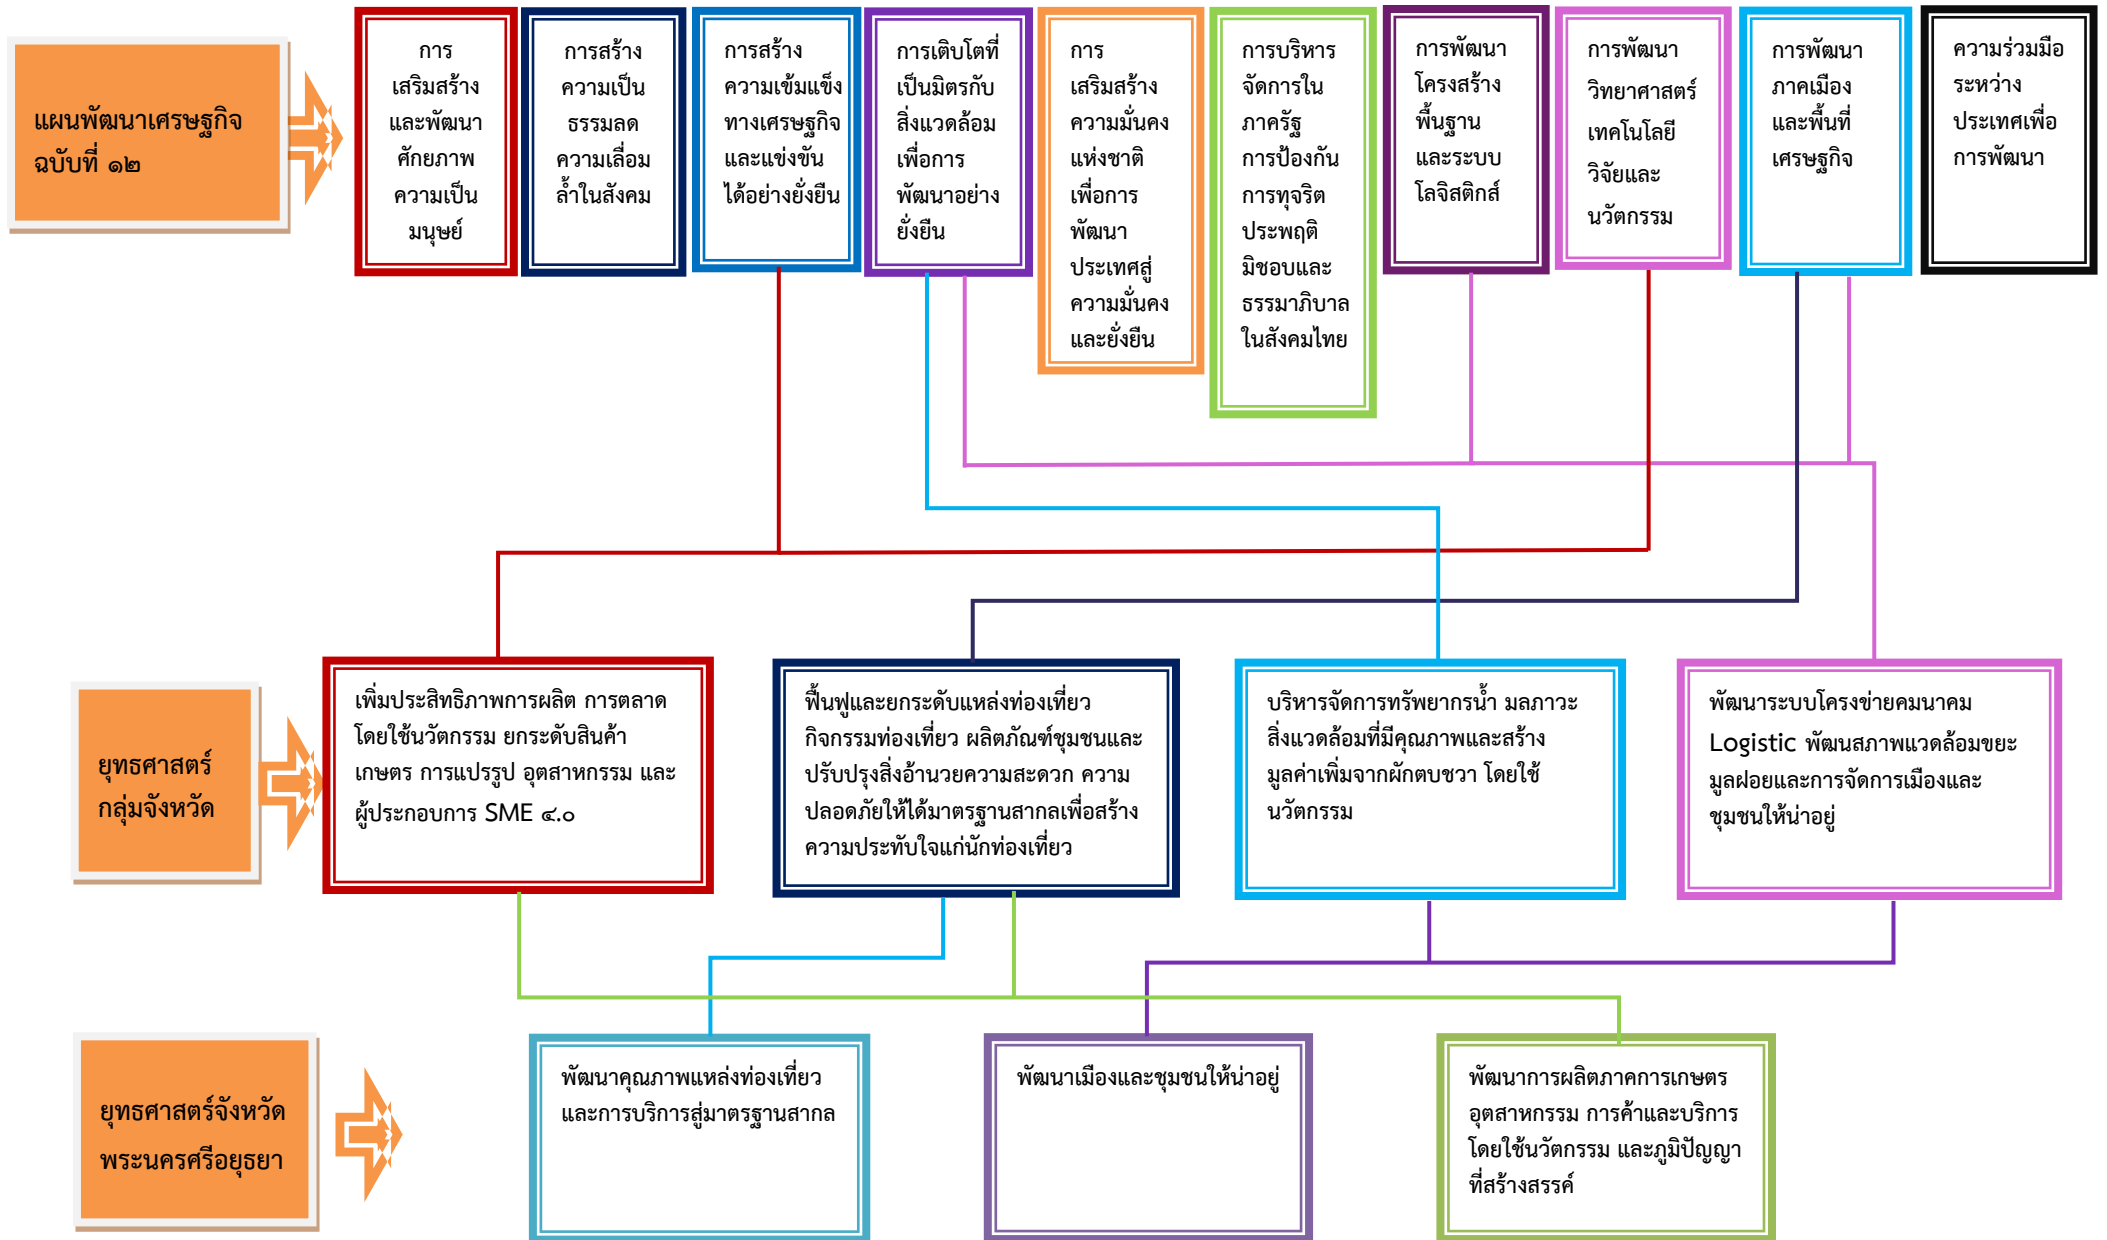 แผนพัฒนาเศรษฐกิจ
ฉบับที่ ๑๒
การ
เสริมสร้าง
และพัฒนา
ศักยภาพ
ความเป็น
มนุษย์
การสร้าง
ความเป็น
ธรรมลด
ความเลื่อม
ล้ำในสังคม
การสร้าง
ความเข้มแข็ง
ทางเศรษฐกิจ
และแข่งขัน
ได้อย่างยั่งยืน
การเติบโตที่
เป็นมิตรกับ
สิ่งแวดล้อม
เพื่อการ
พัฒนาอย่าง
ยั่งยืน
การ
เสริมสร้าง
ความมั่นคง
แห่งชาติ
เพื่อการ
พัฒนา
ประเทศสู่
ความมั่นคง
และยั่งยืน
การบริหาร
จัดการใน
ภาครัฐ
การป้องกัน
การทุจริต
ประพฤติ
มิชอบและ
ธรรมาภิบาล
ในสังคมไทย
การพัฒนา
โครงสร้าง
พื้นฐาน
และระบบ
โลจิสติกส์
การพัฒนา
วิทยาศาสตร์
เทคโนโลยี
วิจัยและ
นวัตกรรม
การพัฒนา
ภาคเมือง
และพื้นที่
เศรษฐกิจ
ความร่วมมือ
ระหว่าง
ประเทศเพื่อ
การพัฒนา
ยุทธศาสตร์
กลุ่มจังหวัด
เพิ่มประสิทธิภาพการผลิต การตลาด
โดยใช้นวัตกรรม ยกระดับสินค้า
เกษตร การแปรรูป อุตสาหกรรม และ
ผู้ประกอบการ SME ๔.๐
ฟื้นฟูและยกระดับแหล่งท่องเที่ยว
กิจกรรมท่องเที่ยว ผลิตภัณฑ์ชุมชนและ
ปรับปรุงสิ่งอำนวยความสะดวก ความ
ปลอดภัยให้ได้มาตรฐานสากลเพื่อสร้าง
ความประทับใจแก่นักท่องเที่ยว
บริหารจัดการทรัพยากรน้ำ มลภาวะ
สิ่งแวดล้อมที่มีคุณภาพและสร้าง
มูลค่าเพิ่มจากผักตบชวา โดยใช้
นวัตกรรม
พัฒนาระบบโครงข่ายคมนาคม
Logistic พัฒนสภาพแวดล้อมขยะ
มูลฝอยและการจัดการเมืองและ
ชุมชนให้น่าอยู่
ยุทธศาสตร์จังหวัด
พระนครศรีอยุธยา
พัฒนาคุณภาพแหล่งท่องเที่ยว
และการบริการสู่มาตรฐานสากล
พัฒนาเมืองและชุมชนให้น่าอยู่
พัฒนาการผลิตภาคการเกษตร
อุตสาหกรรม การค้าและบริการ
โดยใช้นวัตกรรม และภูมิปัญญา
ที่สร้างสรรค์